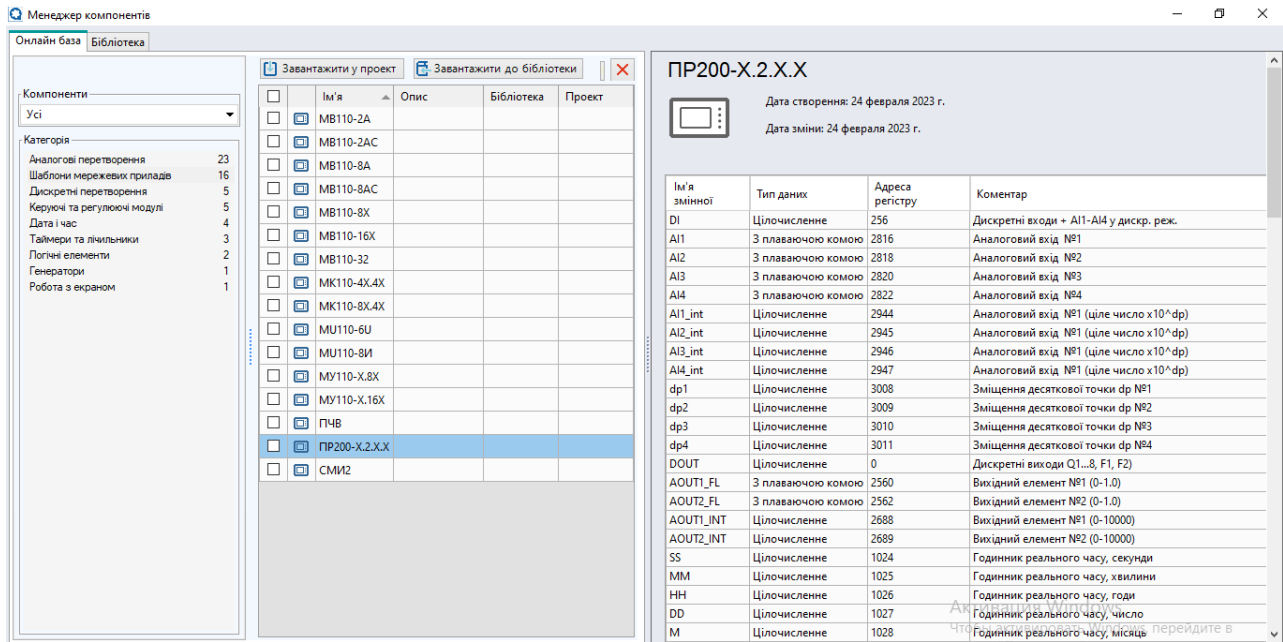 Менеджер компонентів
Онлайн база Бібліотека
Завантажити у проект Завантажити до бібліотеки
Компоненти
Усі
Категорія
Аналогові перетворення 23
Шаблони мережевих приладів 16
Дискретні перетворення 5
Керуючі та регулюючі модулі 5
Дата і час 4
Таймери та лічильники 3
Логічні елементи 2
Генератори 1
Робота з екраном 1
Ім'я Опис Бібліотека Проект
МВ110-2А
МВ110-2АС
МВ110-8А
МВ110-8АС
МВ110-8Х
МВ110-16Х
МВ110-32
МК110-4Х.4Х
МК110-8Х.4Х
МU110-6U
МU110-8И
МУ110-Х.8Х
МУ110-Х.16Х
ПЧВ
ПР200-Х.2.Х.Х
СМИ2
ПР200-Х.2.Х.Х
Дата створення: 24 февраля 2023 г.
Дата зміни: 24 февраля 2023 г.
Ім'я змінної Тип даних Адреса регістру Коментар
DI Цілочисленне 256 Дискретні входи + AI1-AI4 у дискр. реж.
AI1 З плаваючою комою 2816 Аналоговий вхід №1
AI2 З плаваючою комою 2818 Аналоговий вхід №2
AI3 З плаваючою комою 2820 Аналоговий вхід №3
AI4 З плаваючою комою 2822 Аналоговий вхід №4
AI1_int Цілочисленне 2944 Аналоговий вхід №1 (ціле число x10^dp)
AI2_int Цілочисленне 2945 Аналоговий вхід №1 (ціле число x10^dp)
AI3_int Цілочисленне 2946 Аналоговий вхід №1 (ціле число x10^dp)
AI4_int Цілочисленне 2947 Аналоговий вхід №1 (ціле число x10^dp)
dp1 Цілочисленне 3008 Зміщення десяткової точки dp №1
dp2 Цілочисленне 3009 Зміщення десяткової точки dp №2
dp3 Цілочисленне 3010 Зміщення десяткової точки dp №3
dp4 Цілочисленне 3011 Зміщення десяткової точки dp №4
DOUT Цілочисленне 0 Дискретні виходи Q1...8, F1, F2)
AOUT1_FL З плаваючою комою 2560 Вихідний елемент №1 (0-1.0)
AOUT2_FL З плаваючою комою 2562 Вихідний елемент №2 (0-1.0)
AOUT1_INT Цілочисленне 2688 Вихідний елемент №1 (0-10000)
AOUT2_INT Цілочисленне 2689 Вихідний елемент №2 (0-10000)
SS Цілочисленне 1024 Годинник реального часу, секунди
MM Цілочисленне 1025 Годинник реального часу, хвилини
HH Цілочисленне 1026 Годинник реального часу, годи
DD Цілочисленне 1027 Годинник реального часу, число
M Цілочисленне 1028 Годинник реального часу, місяць
Активация Windows
Чтобы активировать Windows, перейдите в